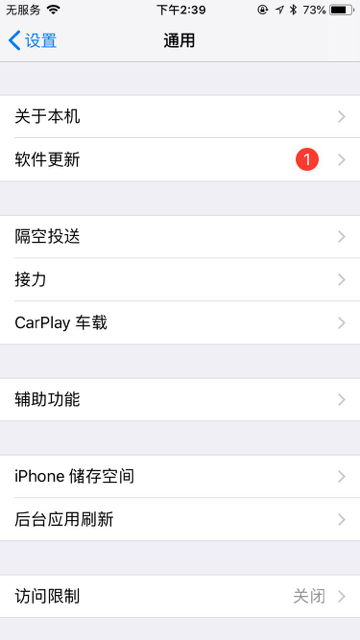 无服务 下午2:39 73%
设置 通用
关于本机
软件更新 1
隔空投送
接力
CarPlay 车载
辅助功能
iPhone 储存空间
后台应用刷新
访问限制 关闭